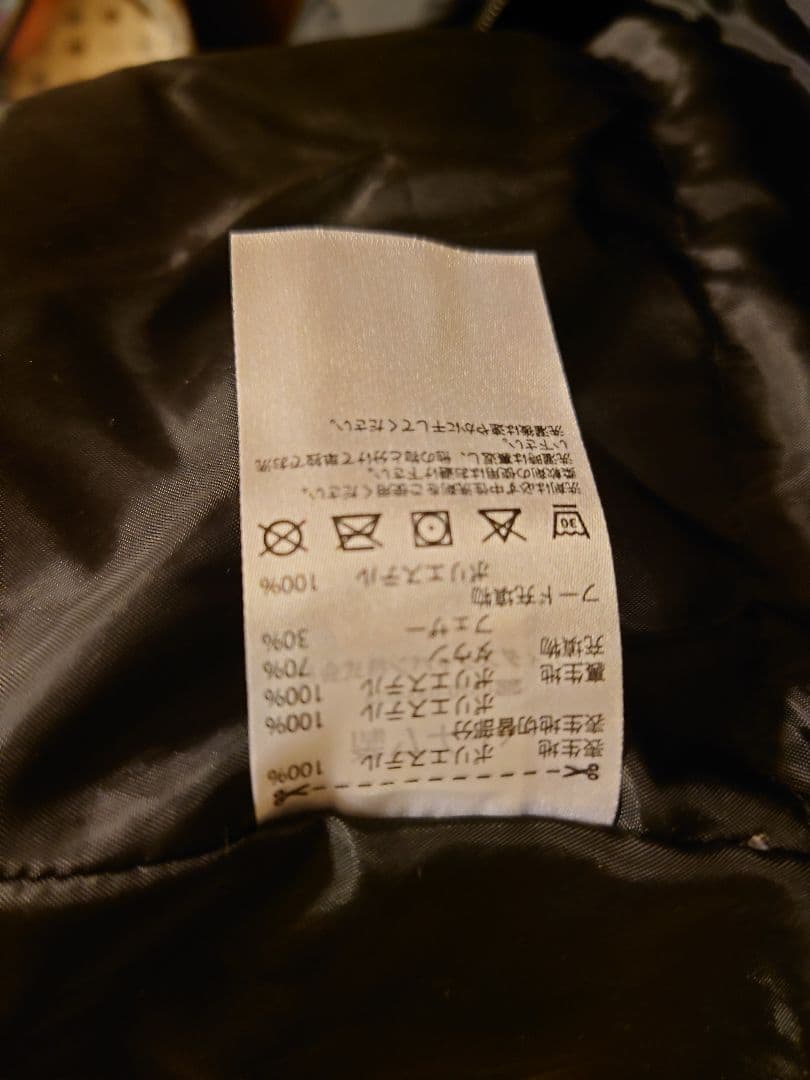 表生地 ポリエステル 100%
表生地切替部分
ポリエステル 100%
裏生地 ポリエステル 100%
充填物 ダウン 70%
フェザー 30%
フード充填物
ポリエステル 100%
30
洗剤は必ず中性洗剤をご使用ください。
柔軟剤の使用はお避け下さい。
洗濯時は裏返し、他の物と分けて単独でお洗
い下さい。
洗濯後は速やかに干してください。